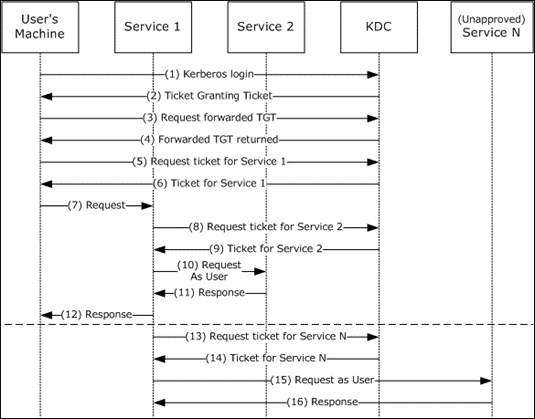 User's
Machine
Service 1
Service 2
KDC
(Unapproved)
Service N
(1) Kerberos login
(2) Ticket Granting Ticket
(3) Request forwarded TGT
(4) Forwarded TGT returned
(5) Request ticket for Service 1
(6) Ticket for Service 1
(7) Request
(8) Request ticket for Service 2
(9) Ticket for Service 2
(10) Request
As User
(11) Response
(12) Response
(13) Request ticket for Service N
(14) Ticket for Service N
(15) Request as User
(16) Response